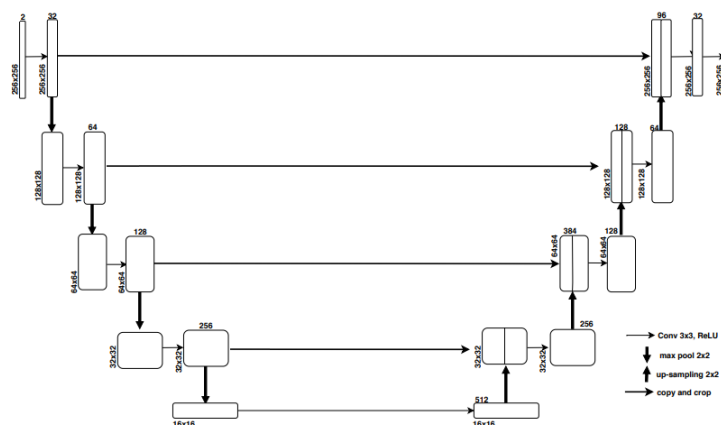 2
32
96
32
256x256
256x256
256x256
256x256
256x256
64
128
64
128x128
128x128
128x128
128x128
128
384
128
64x64
64x64
64x64
64x64
256
256
32x32
32x32
32x32
32x32
512
16x16
16x16
Conv 3x3, ReLU
max pool 2x2
up-sampling 2x2
copy and crop